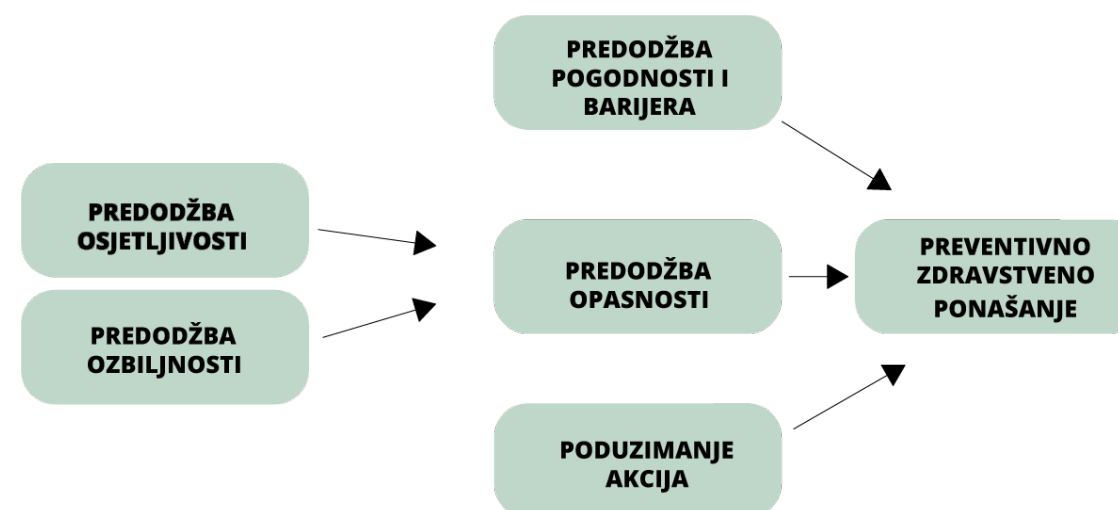 PREDODŽBA
POGODNOSTI I
BARIJERA
PREDODŽBA
OSJETLJIVOSTI
PREDODŽBA
OZBILJNOSTI
PREDODŽBA
OPASNOSTI
PREVENTIVNO
ZDRAVSTVENO
PONAŠANJE
PODUZIMANJE
AKCIJA